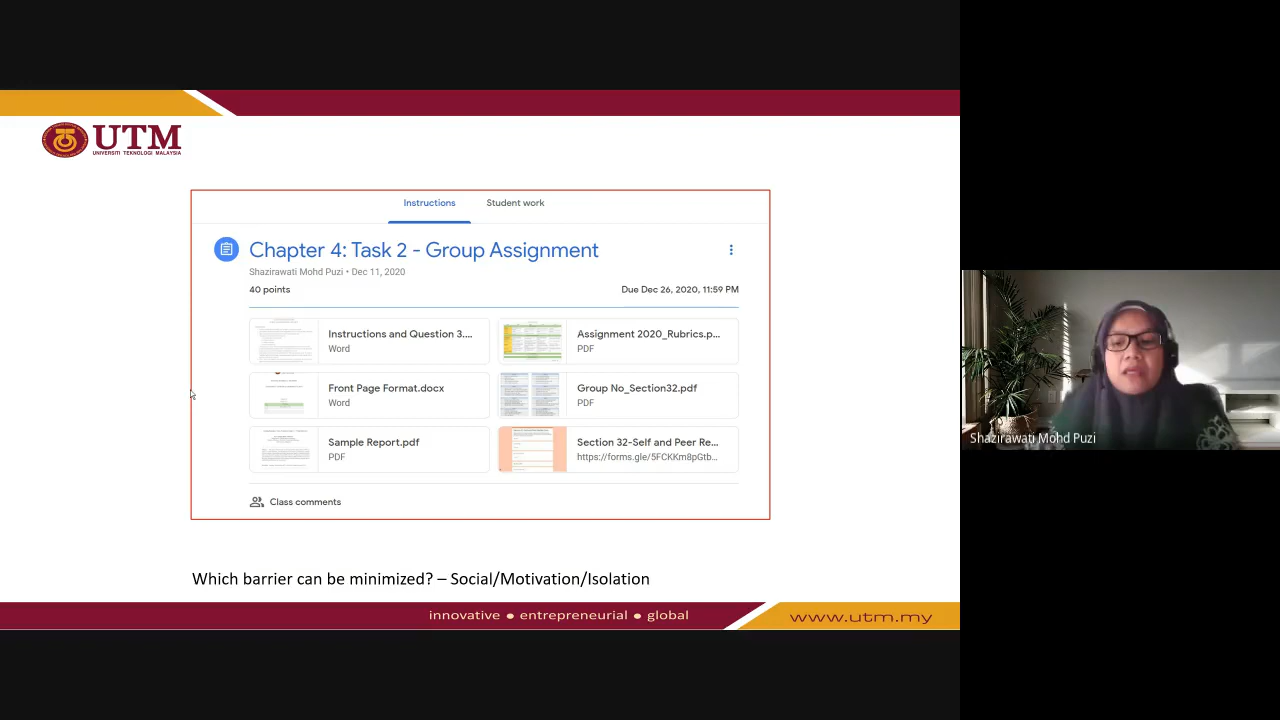 UTM
UNIVERSITI TEKNOLOGI MALAYSIA
Instructions Student work
Chapter 4: Task 2 - Group Assignment
Shazirawati Mohd Puzi • Dec 11, 2020
40 points Due Dec 26, 2020, 11:59 PM
Instructions and Question 3....
Word
Assignment 2020_Rubrics.p...
PDF
Front Page Format.docx
Word
Group No_Section32.pdf
PDF
Sample Report.pdf
PDF
Section 32-Self and Peer Re...
https://forms.gle/5FCKKm8pGtb...
Class comments
Which barrier can be minimized? – Social/Motivation/Isolation
innovative ● entrepreneurial ● global
www.utm.my
Shazirawati Mohd Puzi